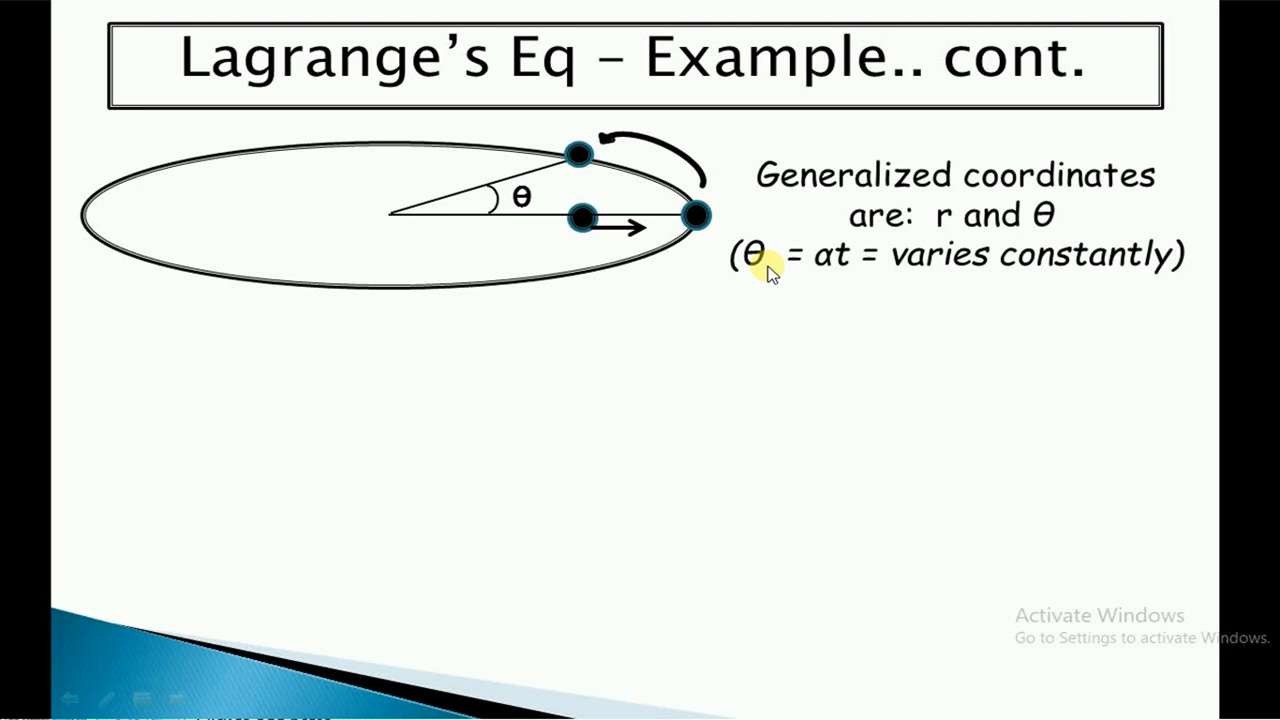 Lagrange's Eq – Example.. cont.
θ
Generalized coordinates
are: r and θ
(θ = αt = varies constantly)
Activate Windows
Go to Settings to activate Windows.